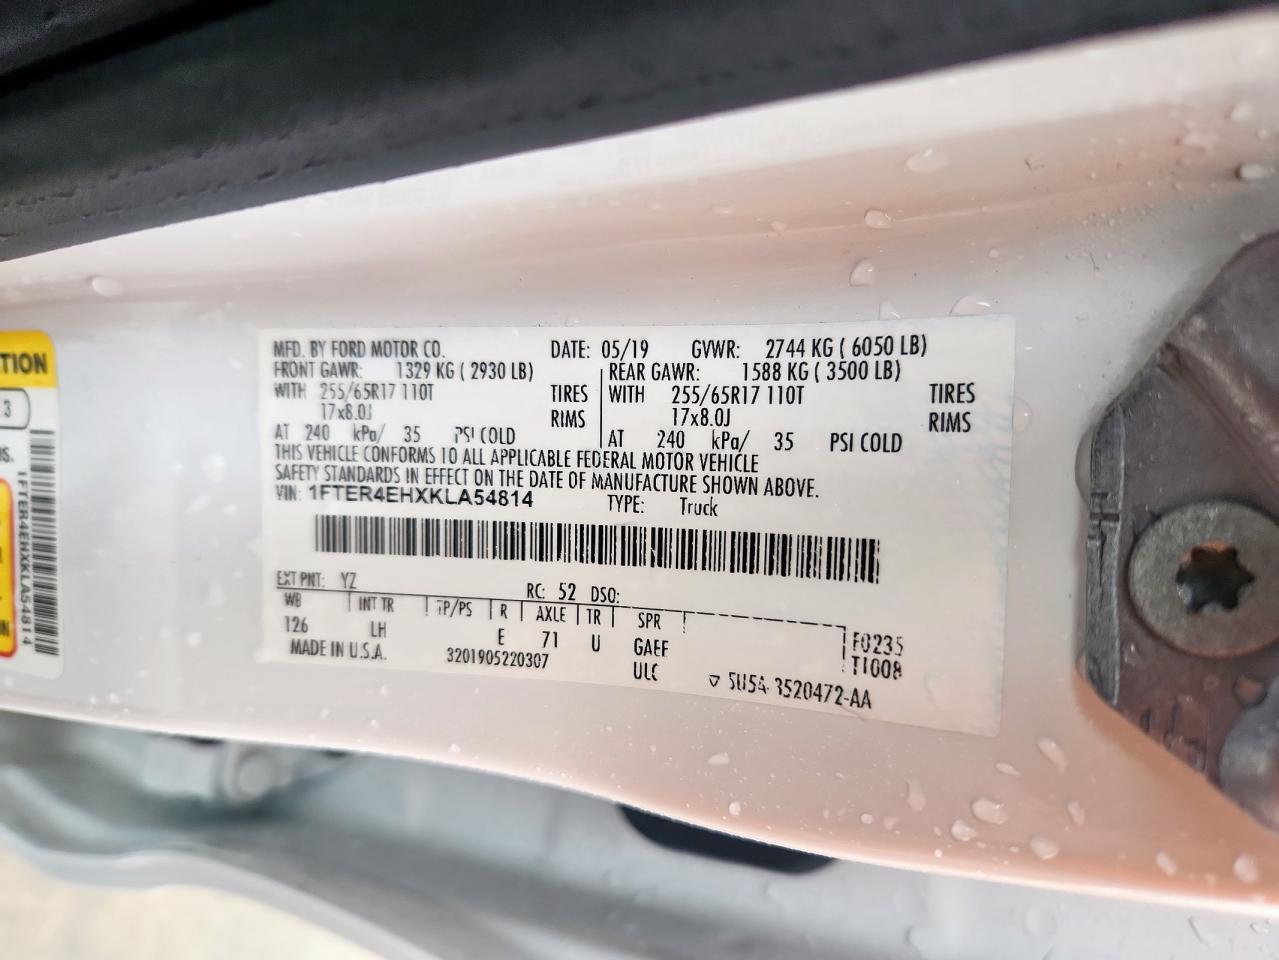 MFD. BY FORD MOTOR CO. DATE: 05/19 GVWR: 2744 KG ( 6050 LB)
FRONT GAWR: 1329 KG ( 2930 LB) REAR GAWR: 1588 KG ( 3500 LB)
WITH 255/65R17 110T TIRES WITH 255/65R17 110T TIRES
17x8.0J RIMS 17x8.0J RIMS
AT 240 kPa/ 35 PSI COLD AT 240 kPa/ 35 PSI COLD
THIS VEHICLE CONFORMS TO ALL APPLICABLE FEDERAL MOTOR VEHICLE
SAFETY STANDARDS IN EFFECT ON THE DATE OF MANUFACTURE SHOWN ABOVE.
VIN: 1FTER4EHXKLA54814 TYPE: Truck
EXT PNT: YZ RC: 52 DSO:
WB INT TR TP/PS R AXLE TR SPR
126 LH E 71 U GAEF F0235
MADE IN U.S.A. 3201905220307 ULC T1008
5U5A-3520472-AA
TION
3
US.
1FTER4EHXKLA54814
N